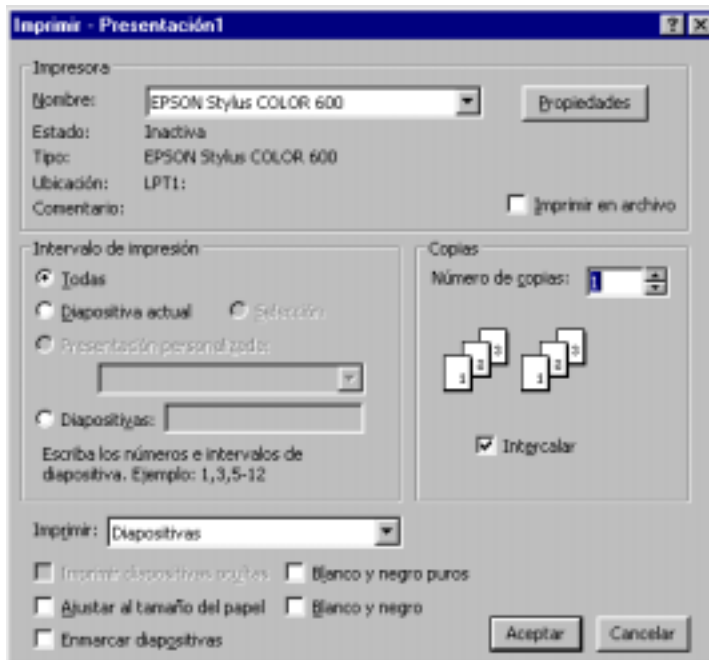 Imprimir - Presentación1
Impresora
Nombre: EPSON Stylus COLOR 600 Propiedades
Estado: Inactiva
Tipo: EPSON Stylus COLOR 600
Ubicación: LPT1:
Comentario: Imprimir en archivo
Intervalo de impresión
Todas
Diapositiva actual Selección
Presentación personalizada:
Diapositivas:
Escriba los números e intervalos de
diapositiva. Ejemplo: 1,3,5-12
Copias
Número de copias: 1
1 2 3 1 2 3
Intercalar
Imprimir: Diapositivas
Imprimir diapositivas ocultas Blanco y negro puros
Ajustar al tamaño del papel Blanco y negro
Enmarcar diapositivas
Aceptar Cancelar